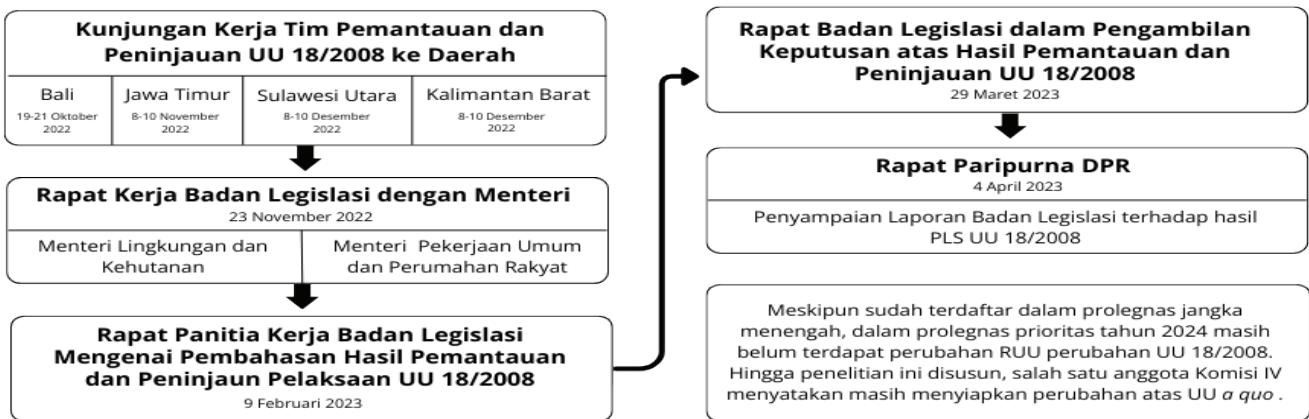 Kunjungan Kerja Tim Pemantauan dan
Peninjauan UU 18/2008 ke Daerah
Bali
19-21 Oktober
2022
Jawa Timur
8-10 November
2022
Sulawesi Utara
8-10 Desember
2022
Kalimantan Barat
8-10 Desember
2022
Rapat Kerja Badan Legislasi dengan Menteri
23 November 2022
Menteri Lingkungan dan
Kehutanan
Menteri Pekerjaan Umum
dan Perumahan Rakyat
Rapat Panitia Kerja Badan Legislasi
Mengenai Pembahasan Hasil Pemantauan
dan Peninjaun Pelaksaan UU 18/2008
9 Februari 2023
Rapat Badan Legislasi dalam Pengambilan
Keputusan atas Hasil Pemantauan dan
Peninjauan UU 18/2008
29 Maret 2023
Rapat Paripurna DPR
4 April 2023
Penyampaian Laporan Badan Legislasi terhadap hasil
PLS UU 18/2008
Meskipun sudah terdaftar dalam prolegnas jangka
menengah, dalam prolegnas prioritas tahun 2024 masih
belum terdapat perubahan RUU perubahan UU 18/2008.
Hingga penelitian ini disusun, salah satu anggota Komisi IV
menyatakan masih menyiapkan perubahan atas UU a quo .